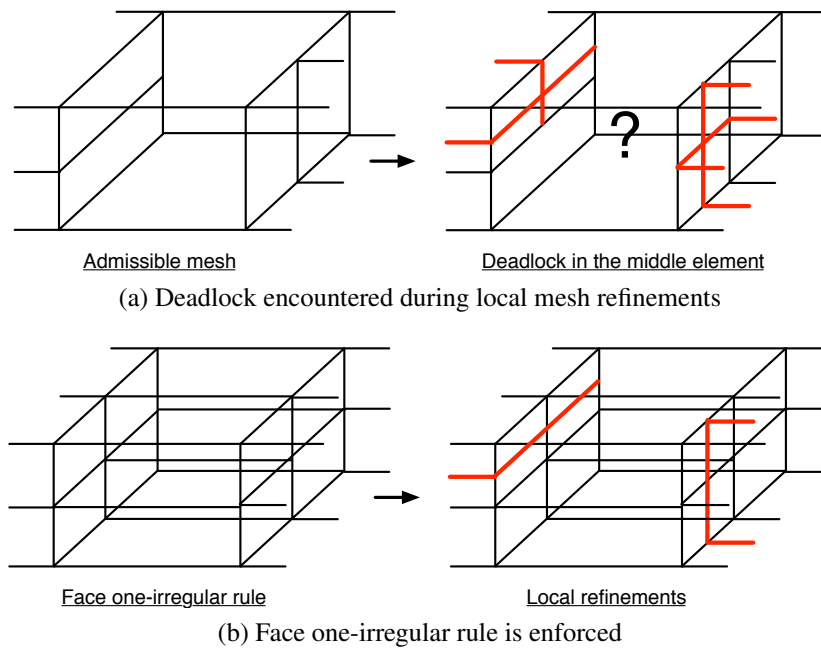 ?
Admissible mesh
Deadlock in the middle element
(a) Deadlock encountered during local mesh refinements
Face one-irregular rule
Local refinements
(b) Face one-irregular rule is enforced